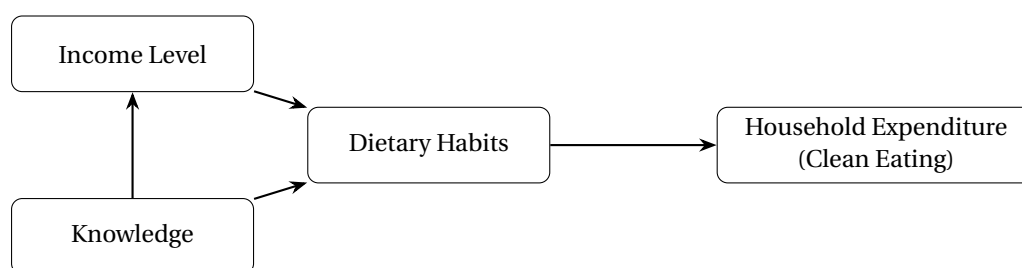 Income Level
Dietary Habits
Household Expenditure
(Clean Eating)
Knowledge